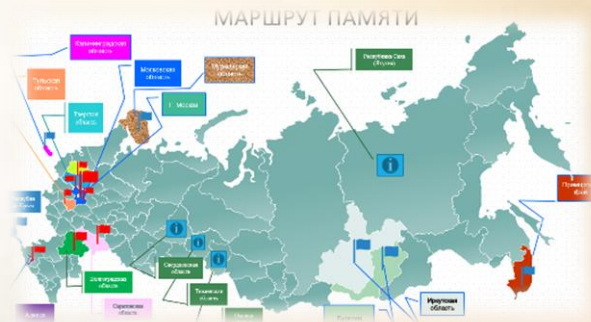 МАРШРУТ ПАМЯТИ
Калининградская
область
Московская
область
Мурманская
область
Республика Саха
(Якутия)
Тульская
область
Тверская
область
г. Москва
Волгоградская
область
Свердловская
область
Тюменская
область
Саратовская
область
Иркутская
область